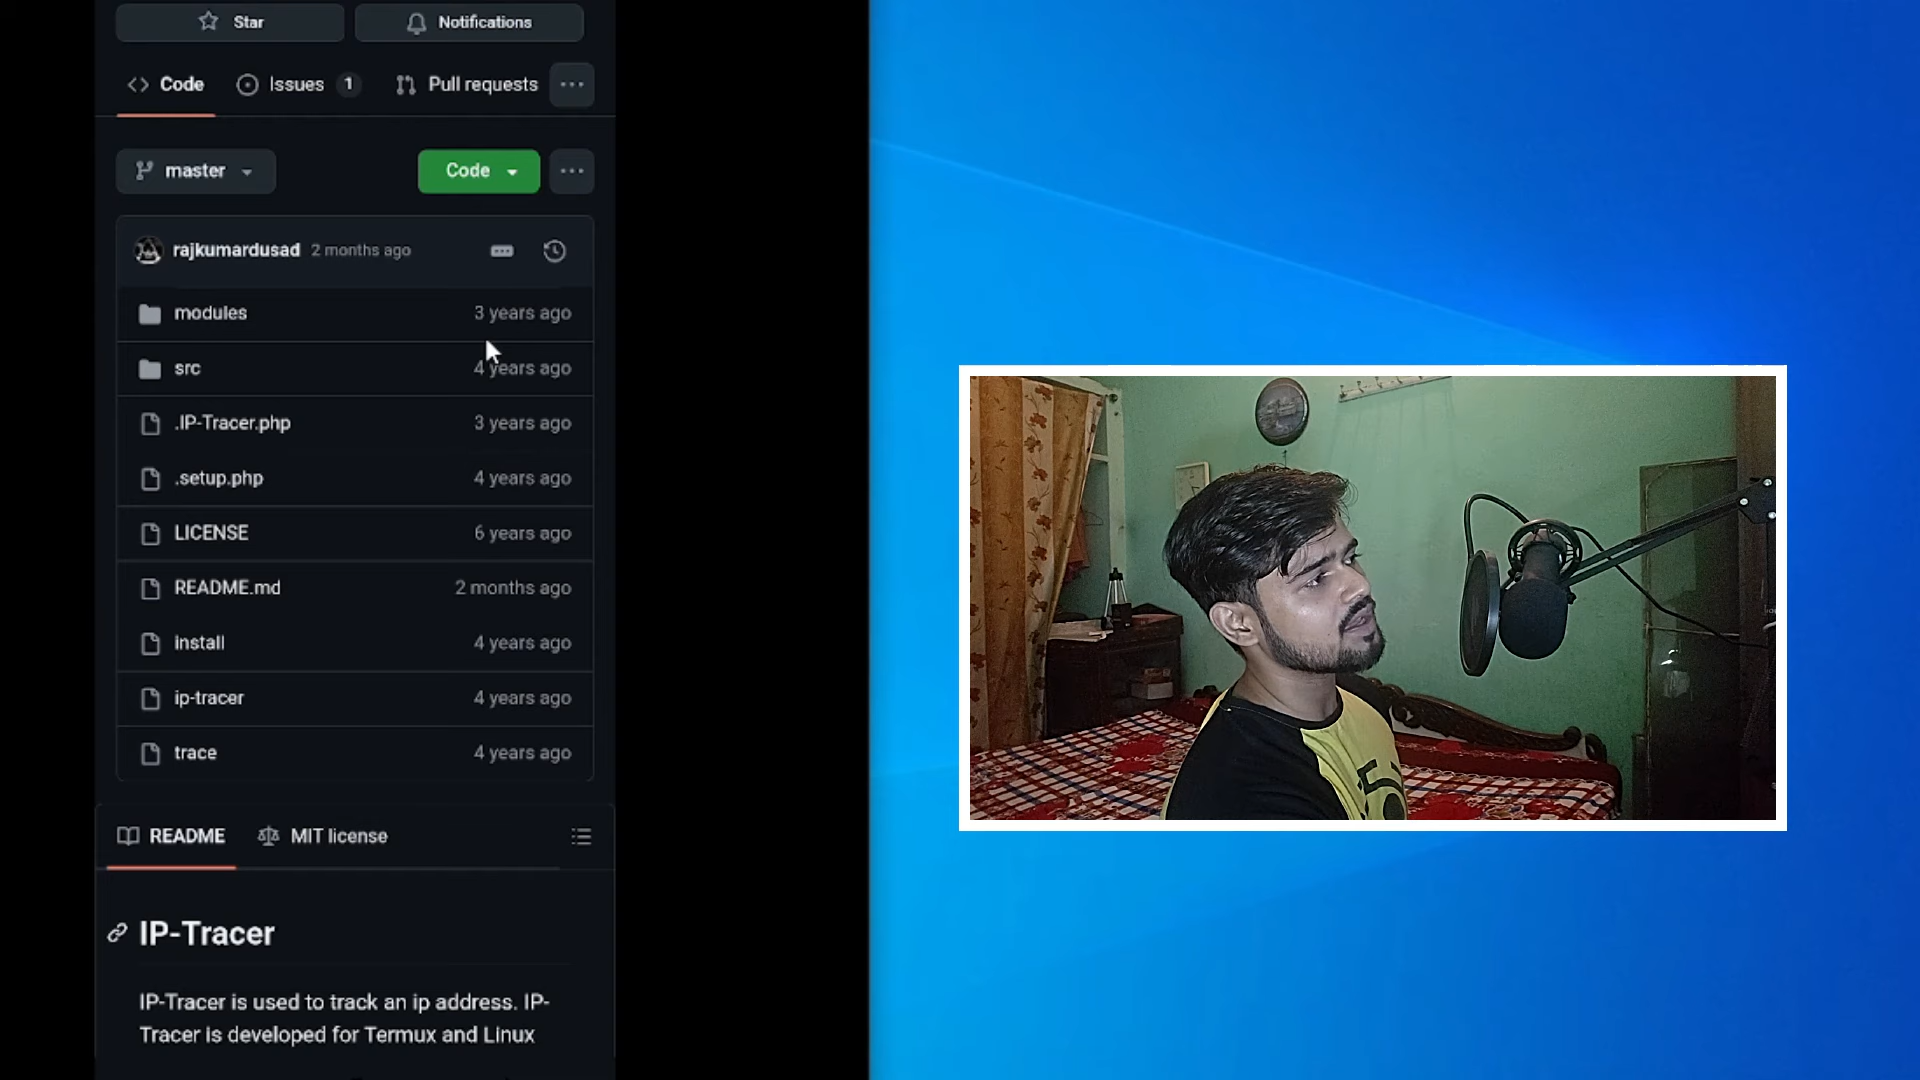 Star
Notifications
Code
Issues 1
Pull requests
master
Code
rajkumardusad 2 months ago
modules 3 years ago
src 4 years ago
.IP-Tracer.php 3 years ago
.setup.php 4 years ago
LICENSE 6 years ago
README.md 2 months ago
install 4 years ago
ip-tracer 4 years ago
trace 4 years ago
README
MIT license
IP-Tracer
IP-Tracer is used to track an ip address. IP-
Tracer is developed for Termux and Linux